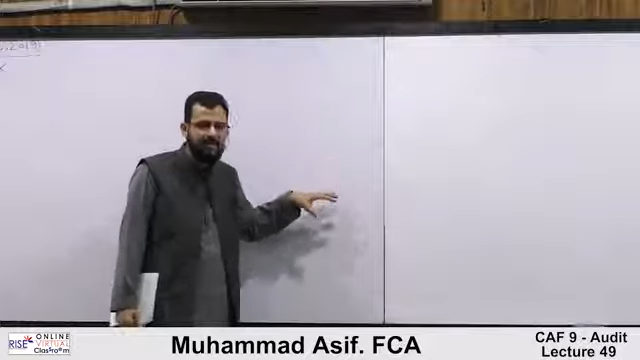 RISE
ONLINE
VIRTUAL
Classroom
Muhammad Asif. FCA
CAF 9 - Audit
Lecture 49